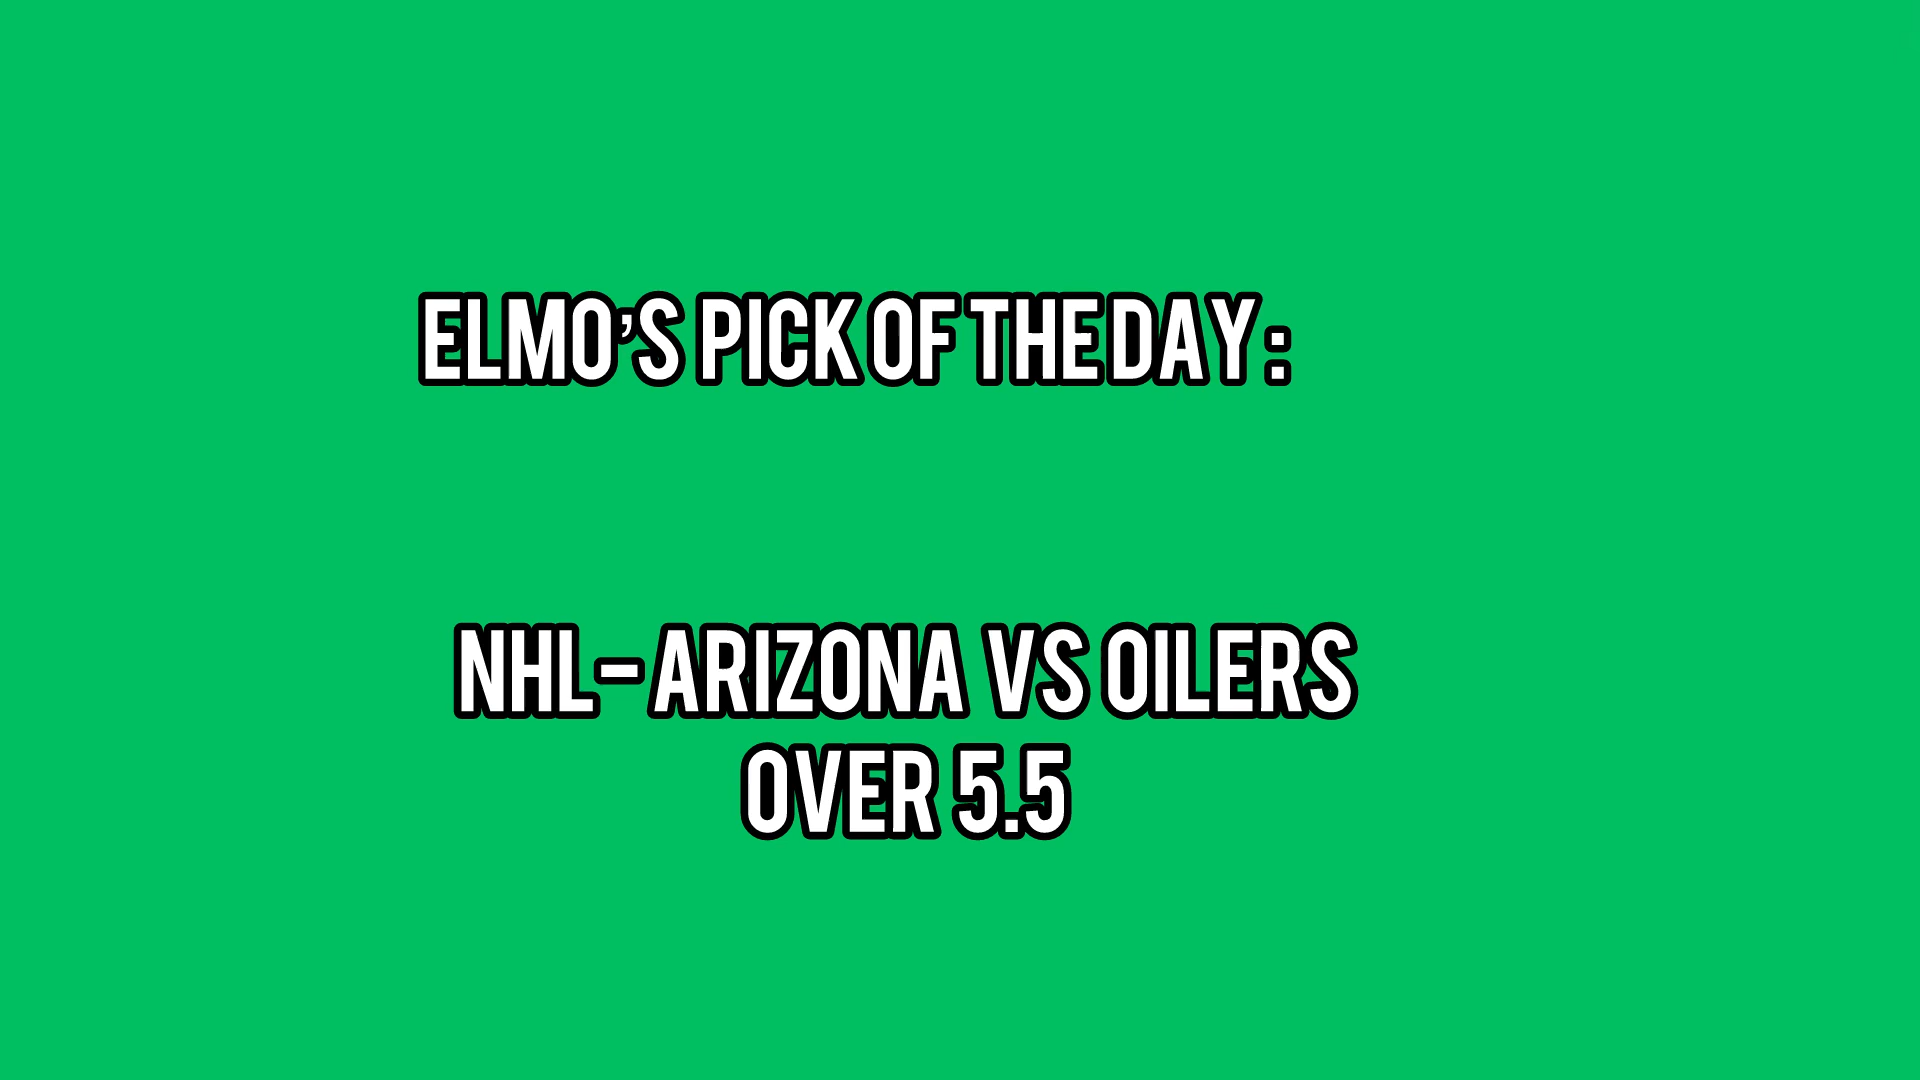 ELMO'S PICK OF THE DAY:
NHL - ARIZONA VS OILERS
OVER 5.5